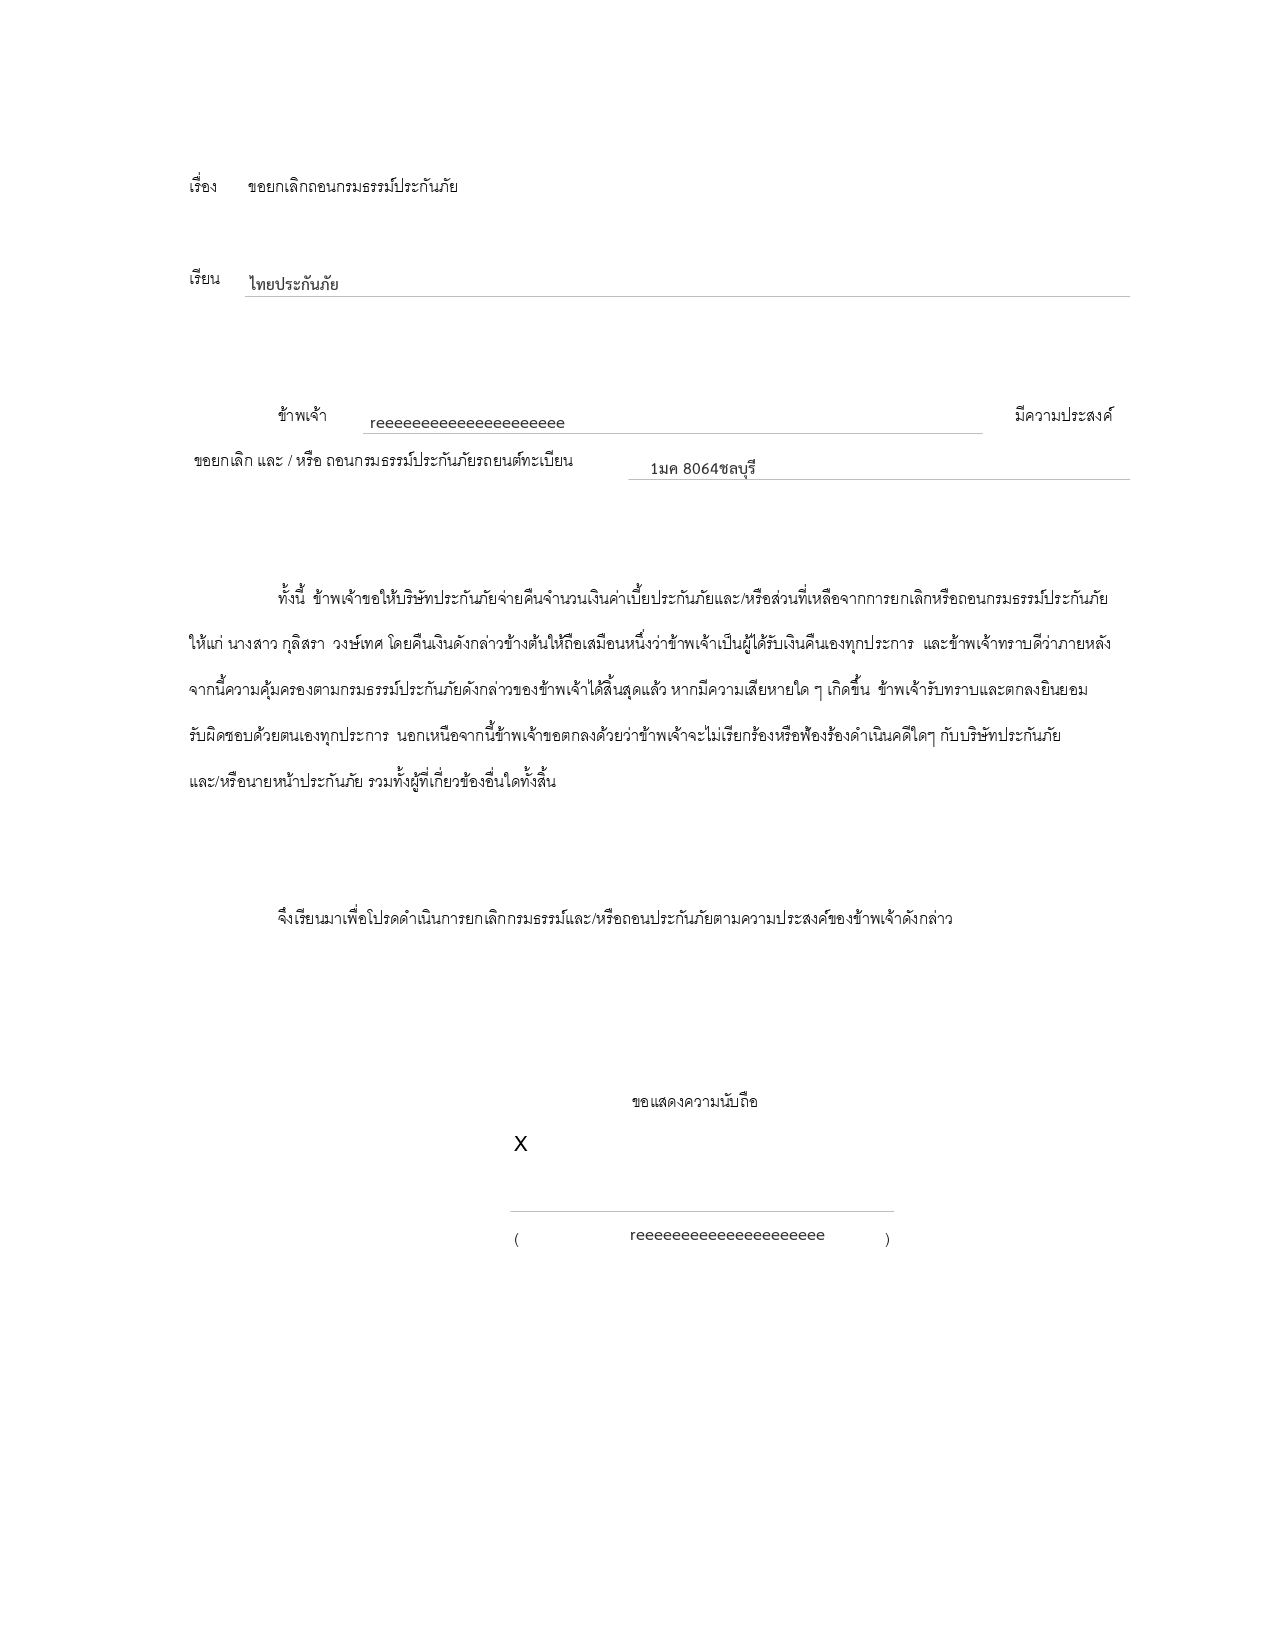 เรื่อง ขอยกเลิกถอนกรมธรรม์ประกันภัย
เรียน ไทยประกันภัย
ข้าพเจ้า reeeeeeeeeeeeeeeeeeeee มีความประสงค์
ขอยกเลิก และ / หรือ ถอนกรมธรรม์ประกันภัยรถยนต์ทะเบียน 1มค 8064ชลบุรี
ทั้งนี้ ข้าพเจ้าขอให้บริษัทประกันภัยจ่ายคืนจำนวนเงินค่าเบี้ยประกันภัยและ/หรือส่วนที่เหลือจากการยกเลิกหรือถอนกรมธรรม์ประกันภัย
ให้แก่ นางสาว กุลิสรา วงษ์เทศ โดยคืนเงินดังกล่าวข้างต้นให้ถือเสมือนหนึ่งว่าข้าพเจ้าเป็นผู้ได้รับเงินคืนเองทุกประการ และข้าพเจ้าทราบดีว่าภายหลัง
จากนี้ความคุ้มครองตามกรมธรรม์ประกันภัยดังกล่าวของข้าพเจ้าได้สิ้นสุดแล้ว หากมีความเสียหายใด ๆ เกิดขึ้น ข้าพเจ้ารับทราบและตกลงยินยอม
รับผิดชอบด้วยตนเองทุกประการ นอกเหนือจากนี้ข้าพเจ้าขอตกลงด้วยว่าข้าพเจ้าจะไม่เรียกร้องหรือฟ้องร้องดำเนินคดีใดๆ กับบริษัทประกันภัย
และ/หรือนายหน้าประกันภัย รวมทั้งผู้ที่เกี่ยวข้องอื่นใดทั้งสิ้น
จึงเรียนมาเพื่อโปรดดำเนินการยกเลิกกรมธรรม์และ/หรือถอนประกันภัยตามความประสงค์ของข้าพเจ้าดังกล่าว
ขอแสดงความนับถือ
X
( reeeeeeeeeeeeeeeeeeeee )